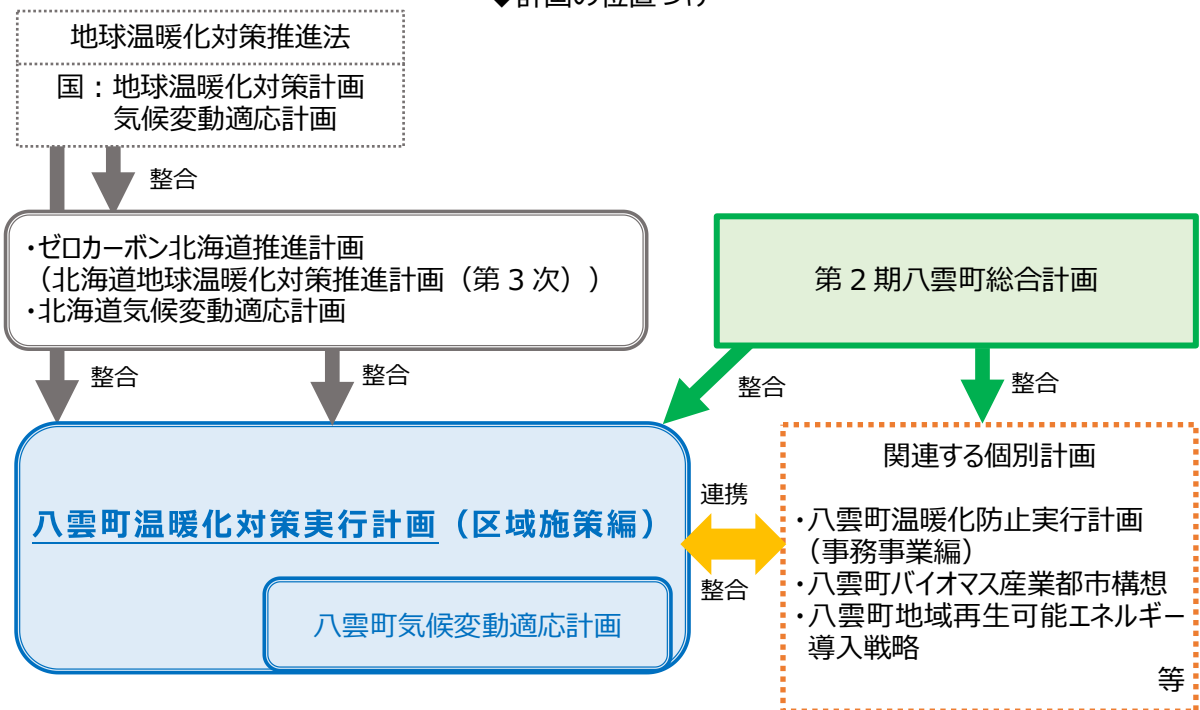 ◆計画の位置づけ
地球温暖化対策推進法
国：地球温暖化対策計画
気候変動適応計画
整合
・ゼロカーボン北海道推進計画
（北海道地球温暖化対策推進計画（第３次））
・北海道気候変動適応計画
第２期八雲町総合計画
整合
整合
整合
整合
八雲町温暖化対策実行計画（区域施策編）
八雲町気候変動適応計画
連携
整合
関連する個別計画
・八雲町温暖化防止実行計画
（事務事業編）
・八雲町バイオマス産業都市構想
・八雲町地域再生可能エネルギー
導入戦略
等